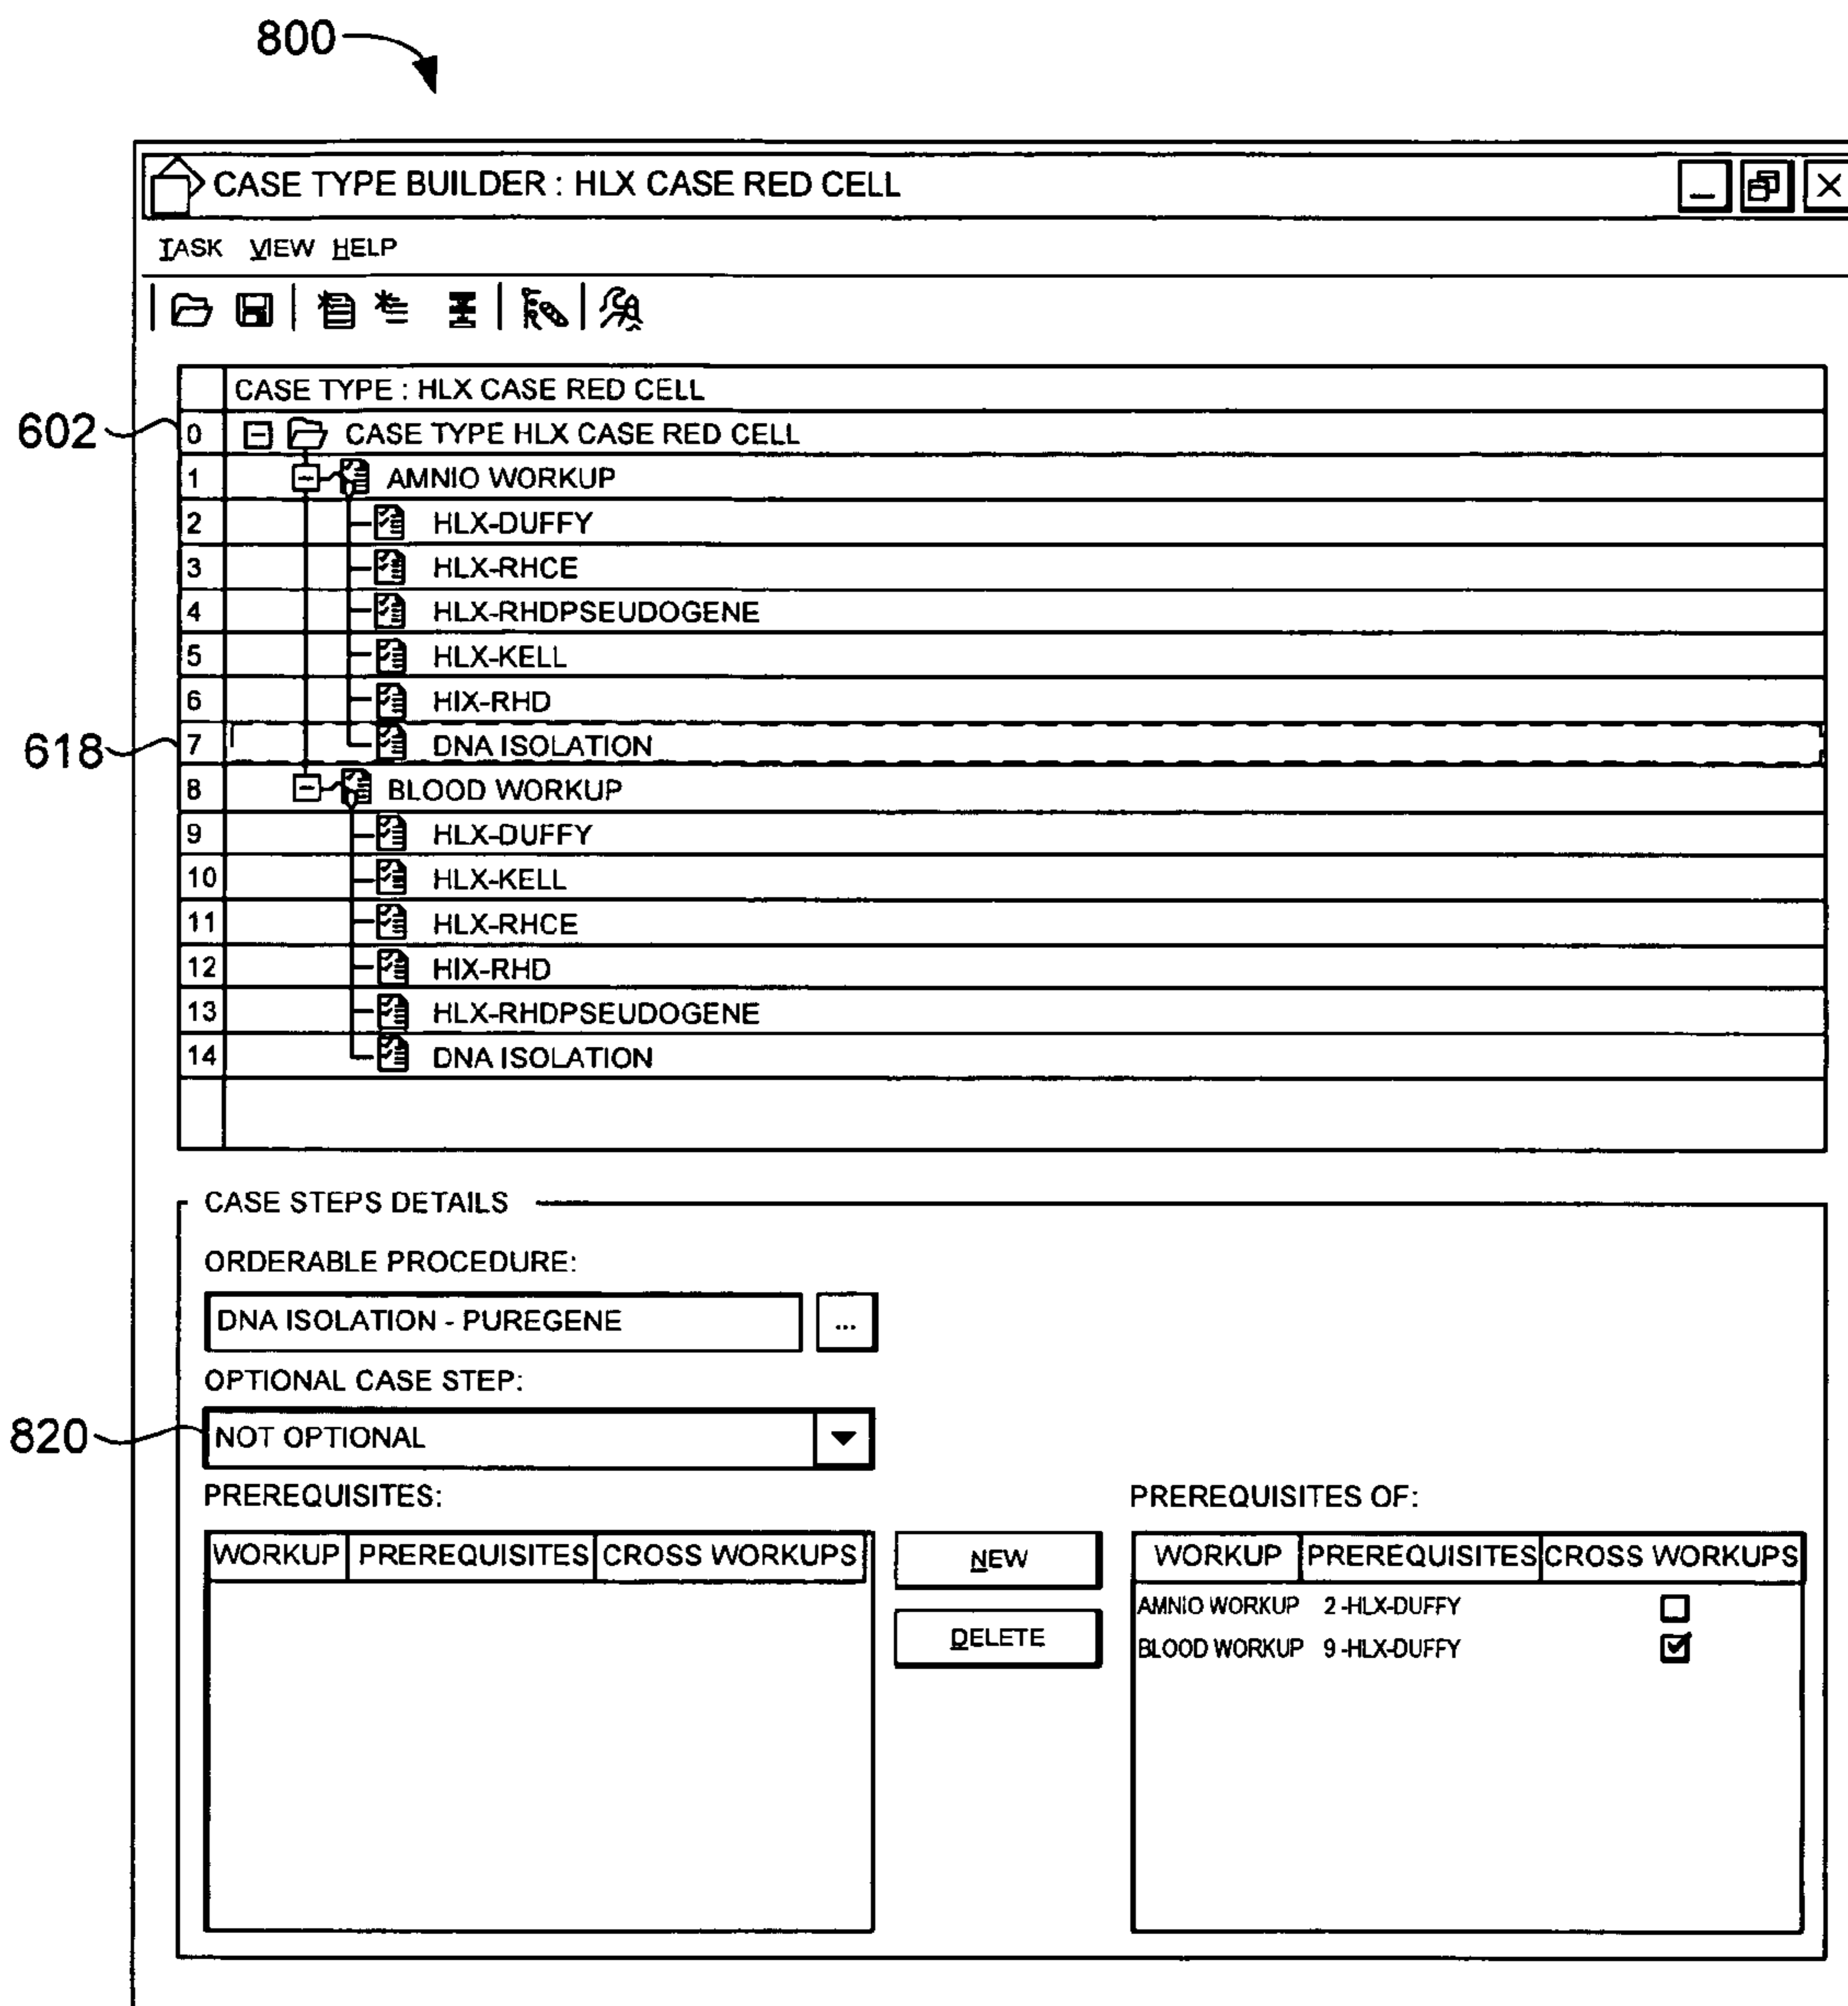 800
CASE TYPE BUILDER : HLX CASE RED CELL
TASK VIEW HELP
CASE TYPE : HLX CASE RED CELL
602
0 CASE TYPE HLX CASE RED CELL
1 AMNIO WORKUP
2 HLX-DUFFY
3 HLX-RHCE
4 HLX-RHDPSEUDOGENE
5 HLX-KELL
6 HIX-RHD
618
7 DNA ISOLATION
8 BLOOD WORKUP
9 HLX-DUFFY
10 HLX-KELL
11 HLX-RHCE
12 HIX-RHD
13 HLX-RHDPSEUDOGENE
14 DNA ISOLATION
CASE STEPS DETAILS
ORDERABLE PROCEDURE:
DNA ISOLATION - PUREGENE ...
OPTIONAL CASE STEP:
820
NOT OPTIONAL
PREREQUISITES:
WORKUP PREREQUISITES CROSS WORKUPS
NEW
DELETE
PREREQUISITES OF:
WORKUP PREREQUISITES CROSS WORKUPS
AMNIO WORKUP 2 -HLX-DUFFY
BLOOD WORKUP 9 -HLX-DUFFY